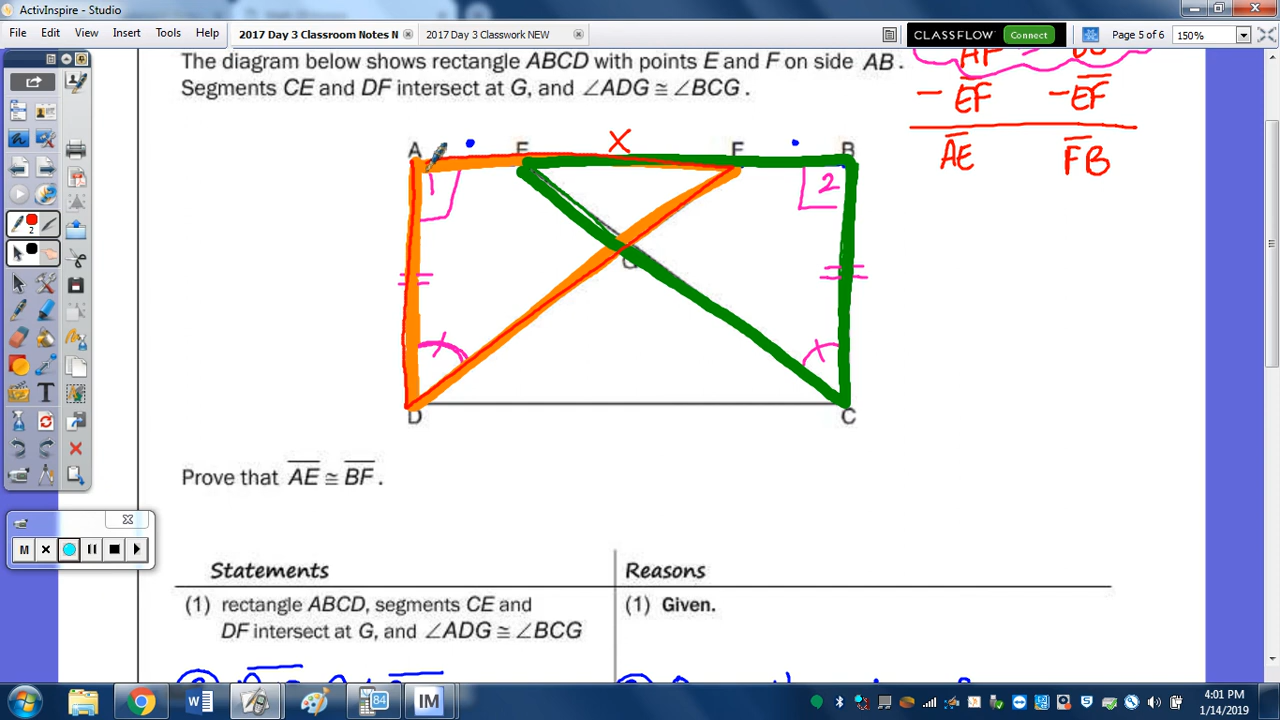 ActivInspire - Studio
File Edit View Insert Tools Help
2017 Day 3 Classroom Notes N
2017 Day 3 Classwork NEW
CLASSFLOW Connect
Page 5 of 6
150%
The diagram below shows rectangle ABCD with points E and F on side AB.
Segments CE and DF intersect at G, and ∠ADG ≅ ∠BCG.
− EF − EF
AE FB
A E X F B
1 2
G
D C
Prove that AE ≅ BF.
Statements Reasons
(1) rectangle ABCD, segments CE and (1) Given.
DF intersect at G, and ∠ADG ≅ ∠BCG
2
T
M
W
84
IM
4:01 PM
1/14/2019